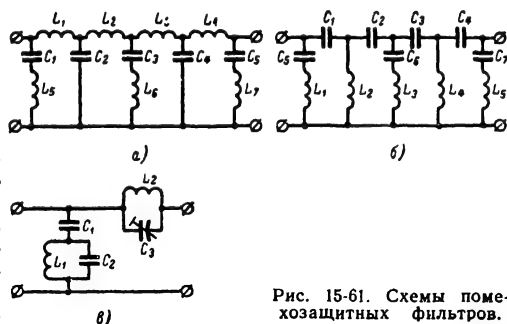 L1 L2 L3 L4
C1 C2 C3 C4 C5
L5 L6 L7
а)
C1 C2 C3 C4
C5 C6 C7
L1 L2 L3 L4 L5
б)
L2
C1
C3
L1 C2
в)
Рис. 15-61. Схемы поме-
хозащитных фильтров.